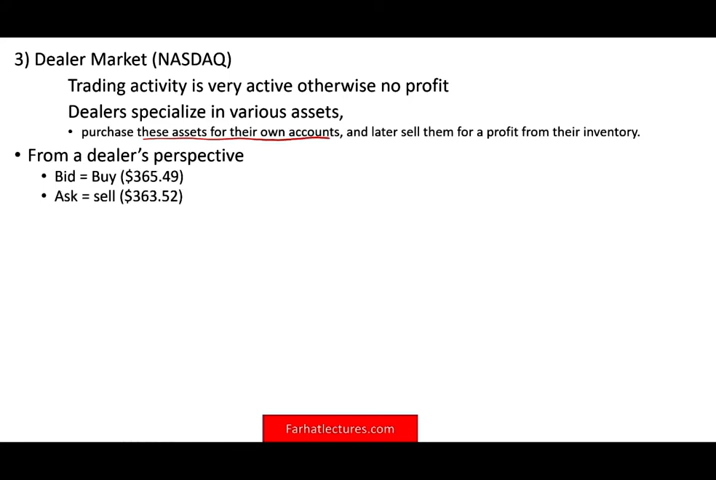 3) Dealer Market (NASDAQ)
Trading activity is very active otherwise no profit
Dealers specialize in various assets,
• purchase these assets for their own accounts, and later sell them for a profit from their inventory.
• From a dealer's perspective
• Bid = Buy ($365.49)
• Ask = sell ($363.52)
Farhatlectures.com